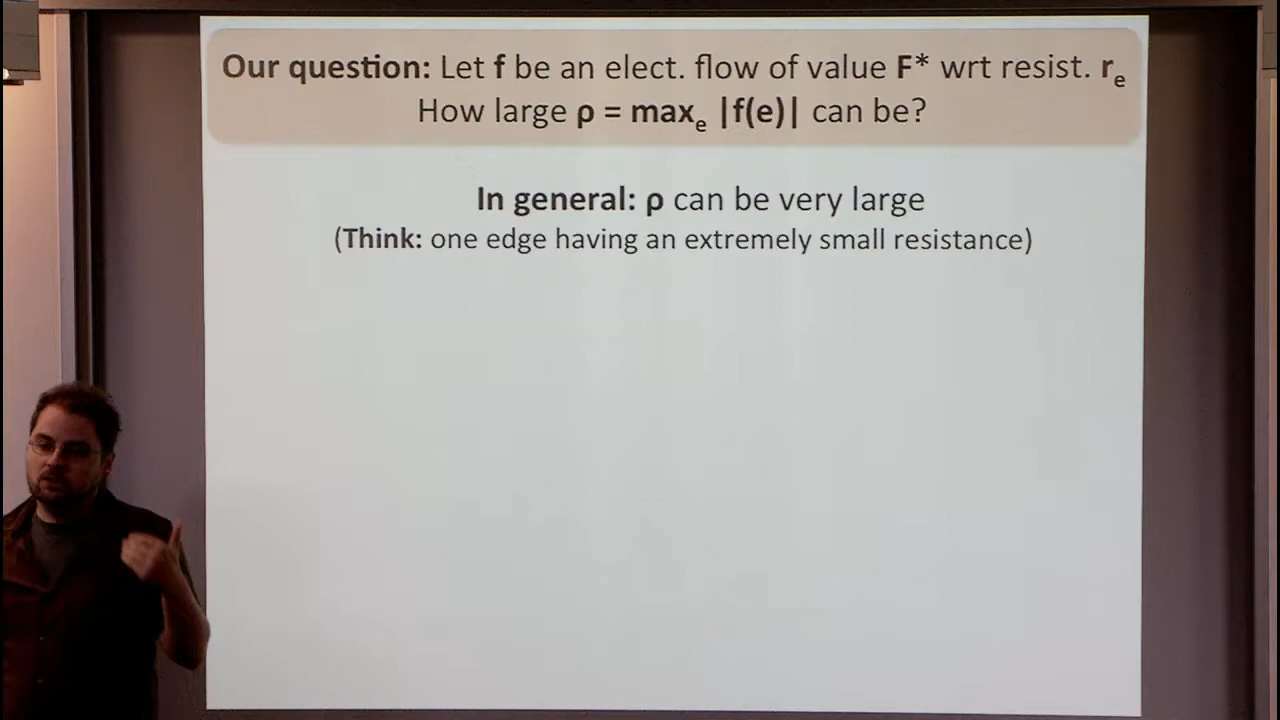 Our question: Let f be an elect. flow of value F* wrt resist. rₑ
How large ρ = maxₑ |f(e)| can be?
In general: ρ can be very large
(Think: one edge having an extremely small resistance)